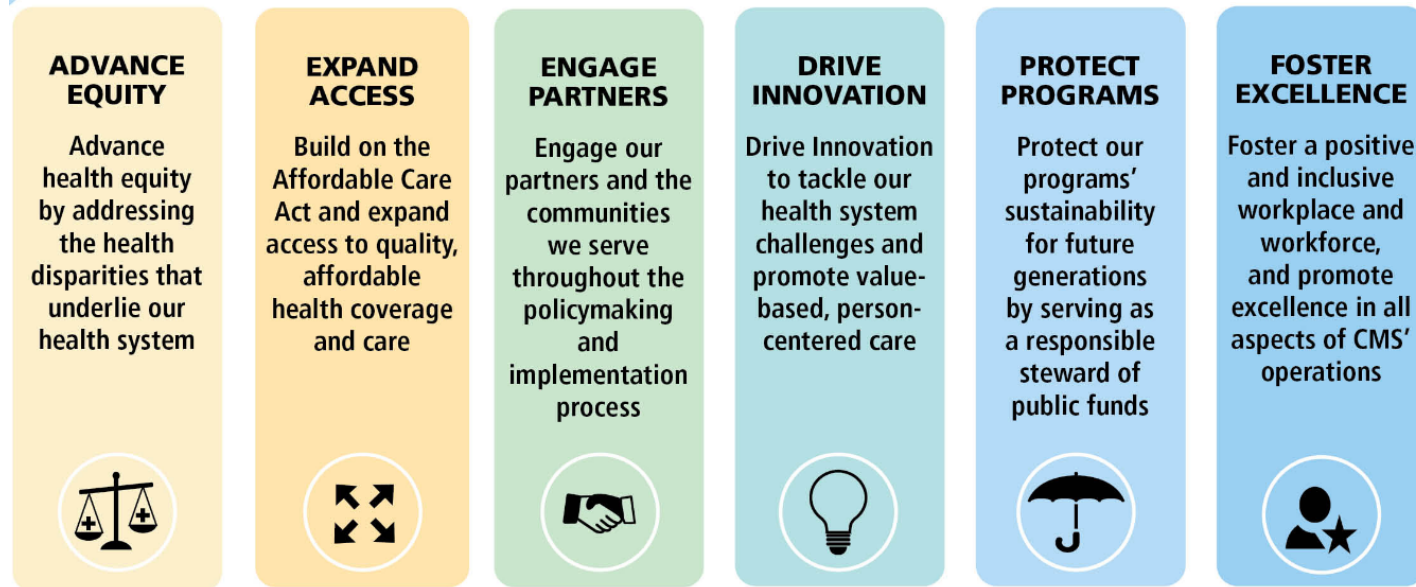 ADVANCE
EQUITY
Advance
health equity
by addressing
the health
disparities that
underlie our
health system
EXPAND
ACCESS
Build on the
Affordable Care
Act and expand
access to quality,
affordable
health coverage
and care
ENGAGE
PARTNERS
Engage our
partners and the
communities
we serve
throughout the
policymaking
and
implementation
process
DRIVE
INNOVATION
Drive Innovation
to tackle our
health system
challenges and
promote value-
based, person-
centered care
PROTECT
PROGRAMS
Protect our
programs’
sustainability
for future
generations
by serving as
a responsible
steward of
public funds
FOSTER
EXCELLENCE
Foster a positive
and inclusive
workplace and
workforce,
and promote
excellence in all
aspects of CMS’
operations